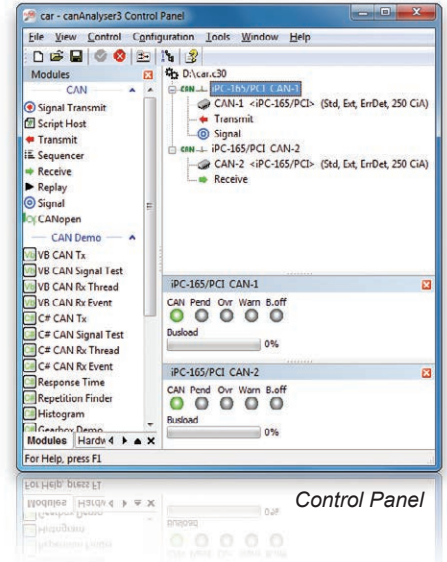 car - canAnalyser3 Control Panel
File View Control Configuration Tools Window Help
Modules
CAN
Signal Transmit
Script Host
Transmit
Sequencer
Receive
Replay
Signal
CANopen
CAN Demo
VB CAN Tx
VB CAN Signal Test
VB CAN Rx Thread
VB CAN Rx Event
C# CAN Tx
C# CAN Signal Test
C# CAN Rx Thread
C# CAN Rx Event
Response Time
Repetition Finder
Histogram
Gearbox Demo
Modules Hardw
For Help, press F1
D:\car.c30
CAN iPC-165/PCI CAN-1
CAN-1 <iPC-165/PCI> (Std, Ext, ErrDet, 250 CiA)
Transmit
Signal
CAN iPC-165/PCI CAN-2
CAN-2 <iPC-165/PCI> (Std, Ext, ErrDet, 250 CiA)
Receive
iPC-165/PCI CAN-1
CAN Pend Ovr Warn B.off
Busload
0%
iPC-165/PCI CAN-2
CAN Pend Ovr Warn B.off
Busload
0%
Control Panel